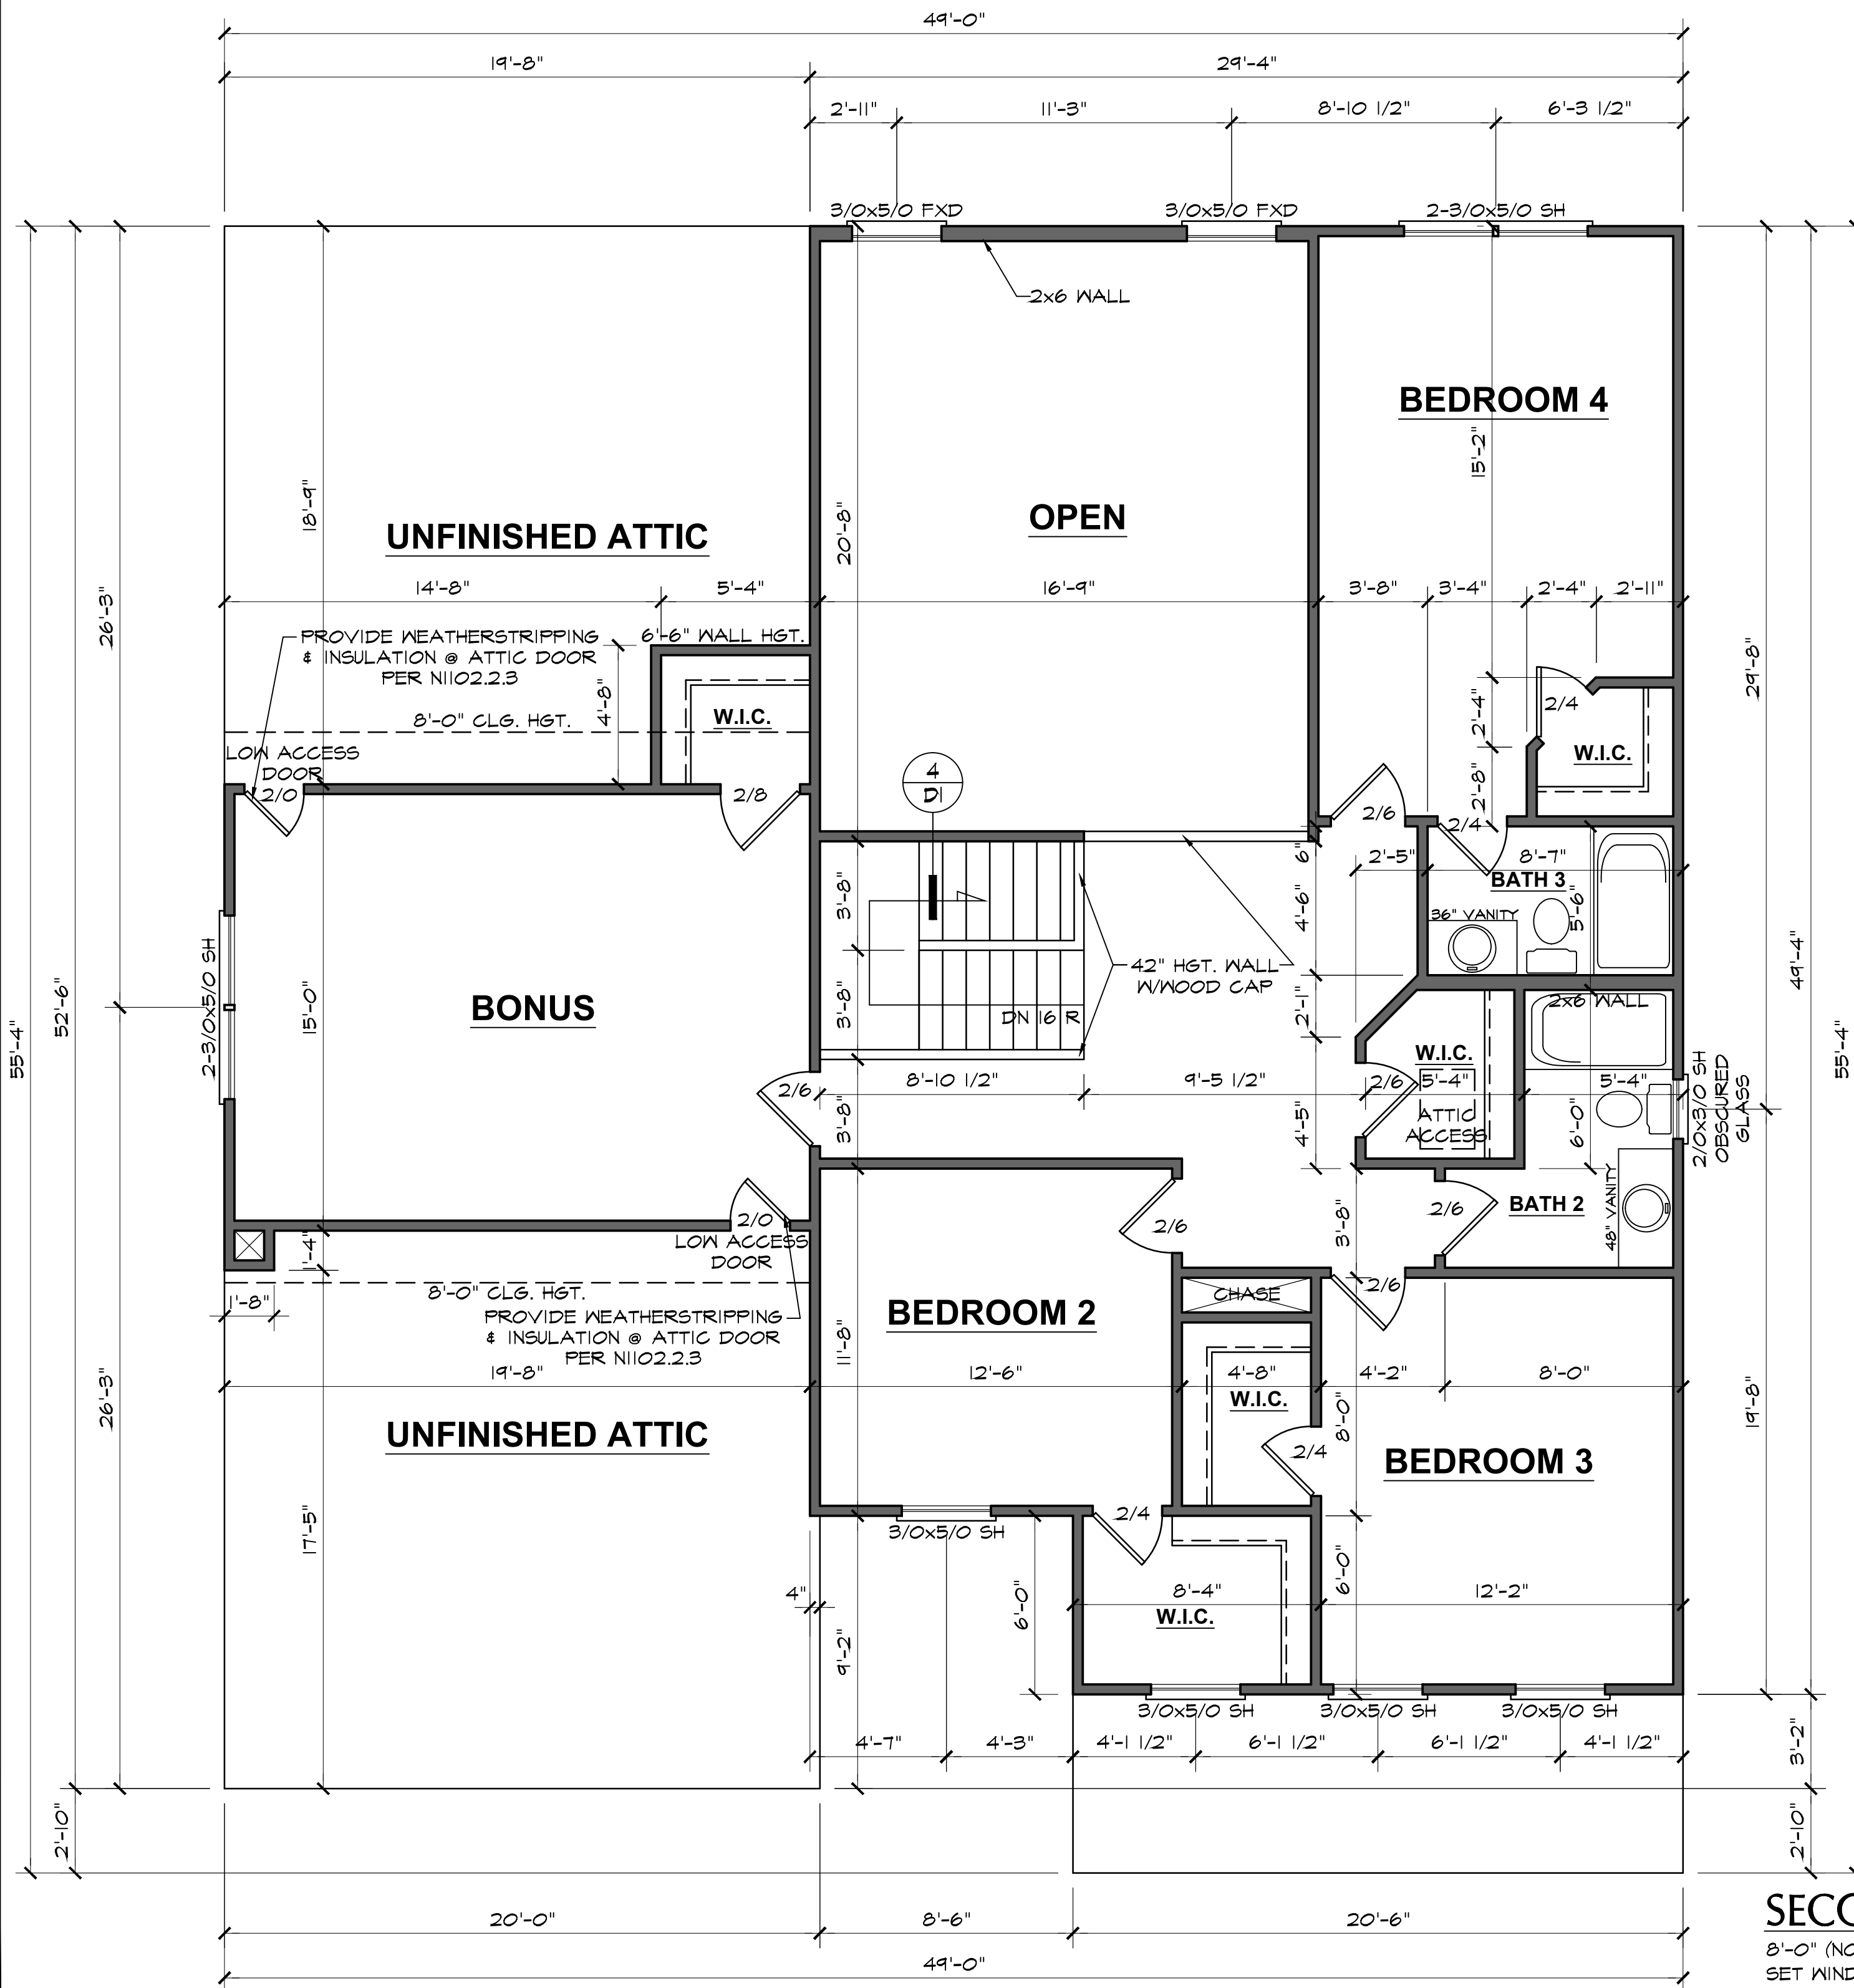 49'-0"
19'-8"
29'-4"
2'-11"
11'-3"
8'-10 1/2"
6'-3 1/2"
3/0x5/0 FXD
3/0x5/0 FXD
2-3/0x5/0 SH
2x6 WALL
BEDROOM 4
15'-2"
18'-9"
20'-8"
OPEN
UNFINISHED ATTIC
14'-8"
5'-4"
16'-9"
3'-8"
3'-4"
2'-4"
2'-11"
26'-3"
PROVIDE WEATHERSTRIPPING
& INSULATION @ ATTIC DOOR
PER N1102.2.3
6'-6" WALL HGT.
29'-8"
4'-8"
2/4
2'-4"
8'-0" CLG. HGT.
W.I.C.
W.I.C.
LOW ACCESS
DOOR
4
D1
2'-8"
2/0
2/8
2/6
2/4
6"
2'-5"
8'-7"
BATH 3
3'-8"
4'-6"
5'-6"
36" VANITY
49'-4"
55'-4"
52'-6"
55'-4"
2-3/0x5/0 SH
15'-0"
BONUS
42" HGT. WALL
W/WOOD CAP
3'-8"
DN 16 R
2'-1"
2x6 WALL
W.I.C.
8'-10 1/2"
9'-5 1/2"
2/6
2/6
5'-4"
5'-4"
ATTIC
ACCESS
2/0x3/0 SH
OBSCURED
GLASS
3'-8"
4'-5"
6'-0"
BATH 2
48" VANITY
2/6
2/6
3'-8"
2/0
LOW ACCESS
DOOR
1'-4"
8'-0" CLG. HGT.
1'-8"
PROVIDE WEATHERSTRIPPING
& INSULATION @ ATTIC DOOR
PER N1102.2.3
CHASE
2/6
BEDROOM 2
11'-8"
19'-8"
12'-6"
4'-8"
4'-2"
8'-0"
W.I.C.
26'-3"
19'-8"
UNFINISHED ATTIC
8'-0"
2/4
BEDROOM 3
17'-5"
2/4
3/0x5/0 SH
4"
6'-0"
8'-4"
6'-0"
12'-2"
W.I.C.
9'-2"
3/0x5/0 SH
3/0x5/0 SH
3/0x5/0 SH
4'-7"
4'-3"
4'-1 1/2"
6'-1 1/2"
6'-1 1/2"
4'-1 1/2"
3'-2"
2'-10"
2'-10"
20'-0"
8'-6"
20'-6"
49'-0"
SECO
8'-0" (NO
SET WIND